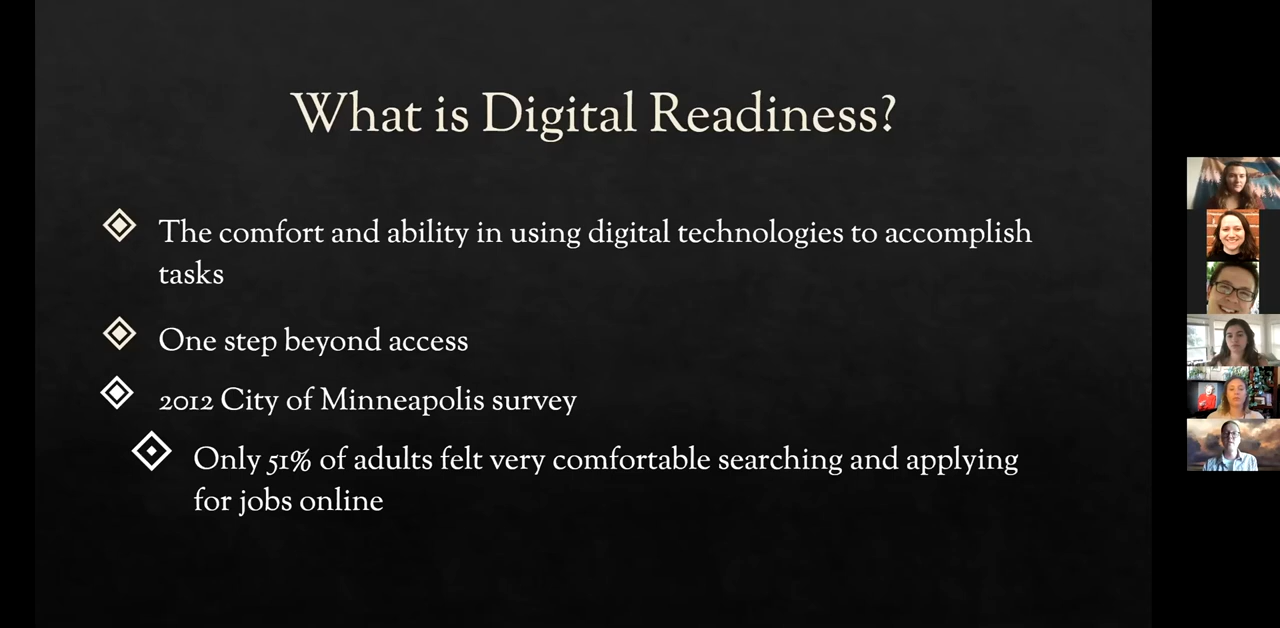 What is Digital Readiness?
The comfort and ability in using digital technologies to accomplish
tasks
One step beyond access
2012 City of Minneapolis survey
Only 51% of adults felt very comfortable searching and applying
for jobs online